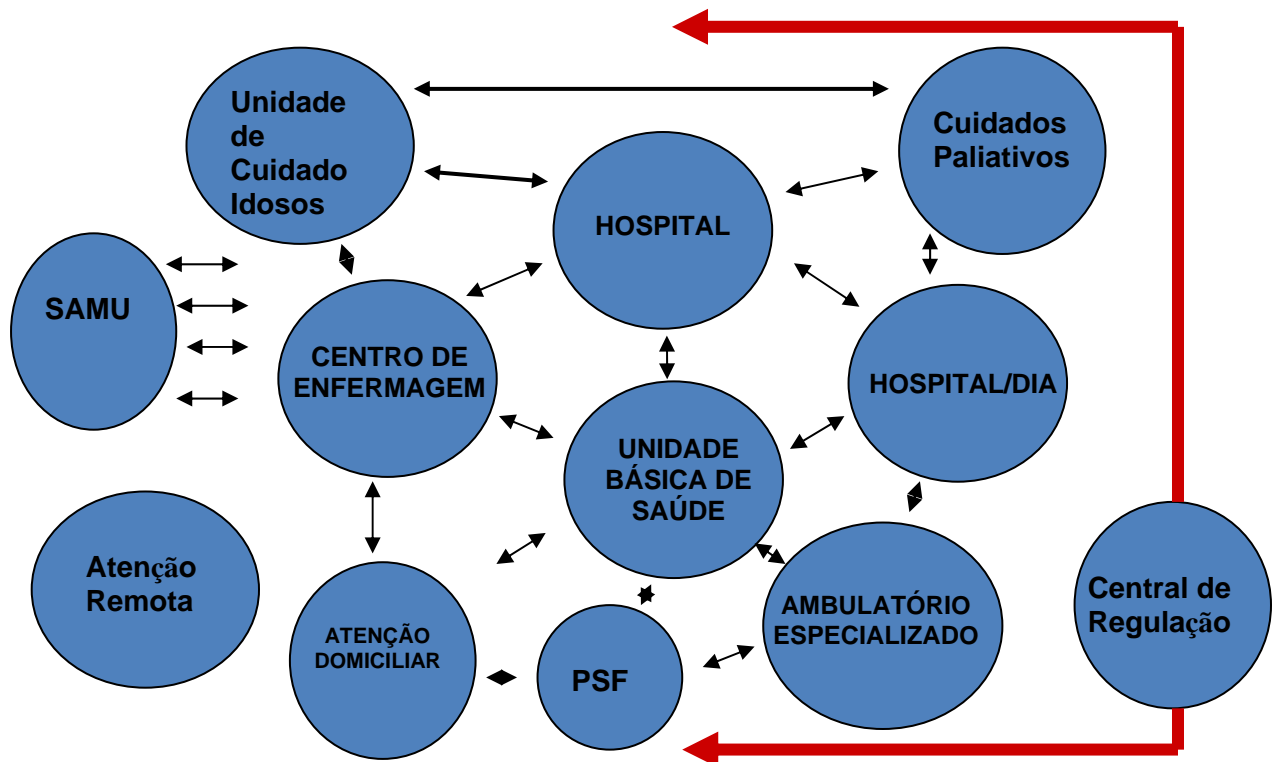 Unidade
de
Cuidado
Idosos
Cuidados
Paliativos
HOSPITAL
SAMU
CENTRO DE
ENFERMAGEM
HOSPITAL/DIA
UNIDADE
BÁSICA DE
SAÚDE
Atenção
Remota
ATENÇÃO
DOMICILIAR
PSF
AMBULATÓRIO
ESPECIALIZADO
Central de
Regulação